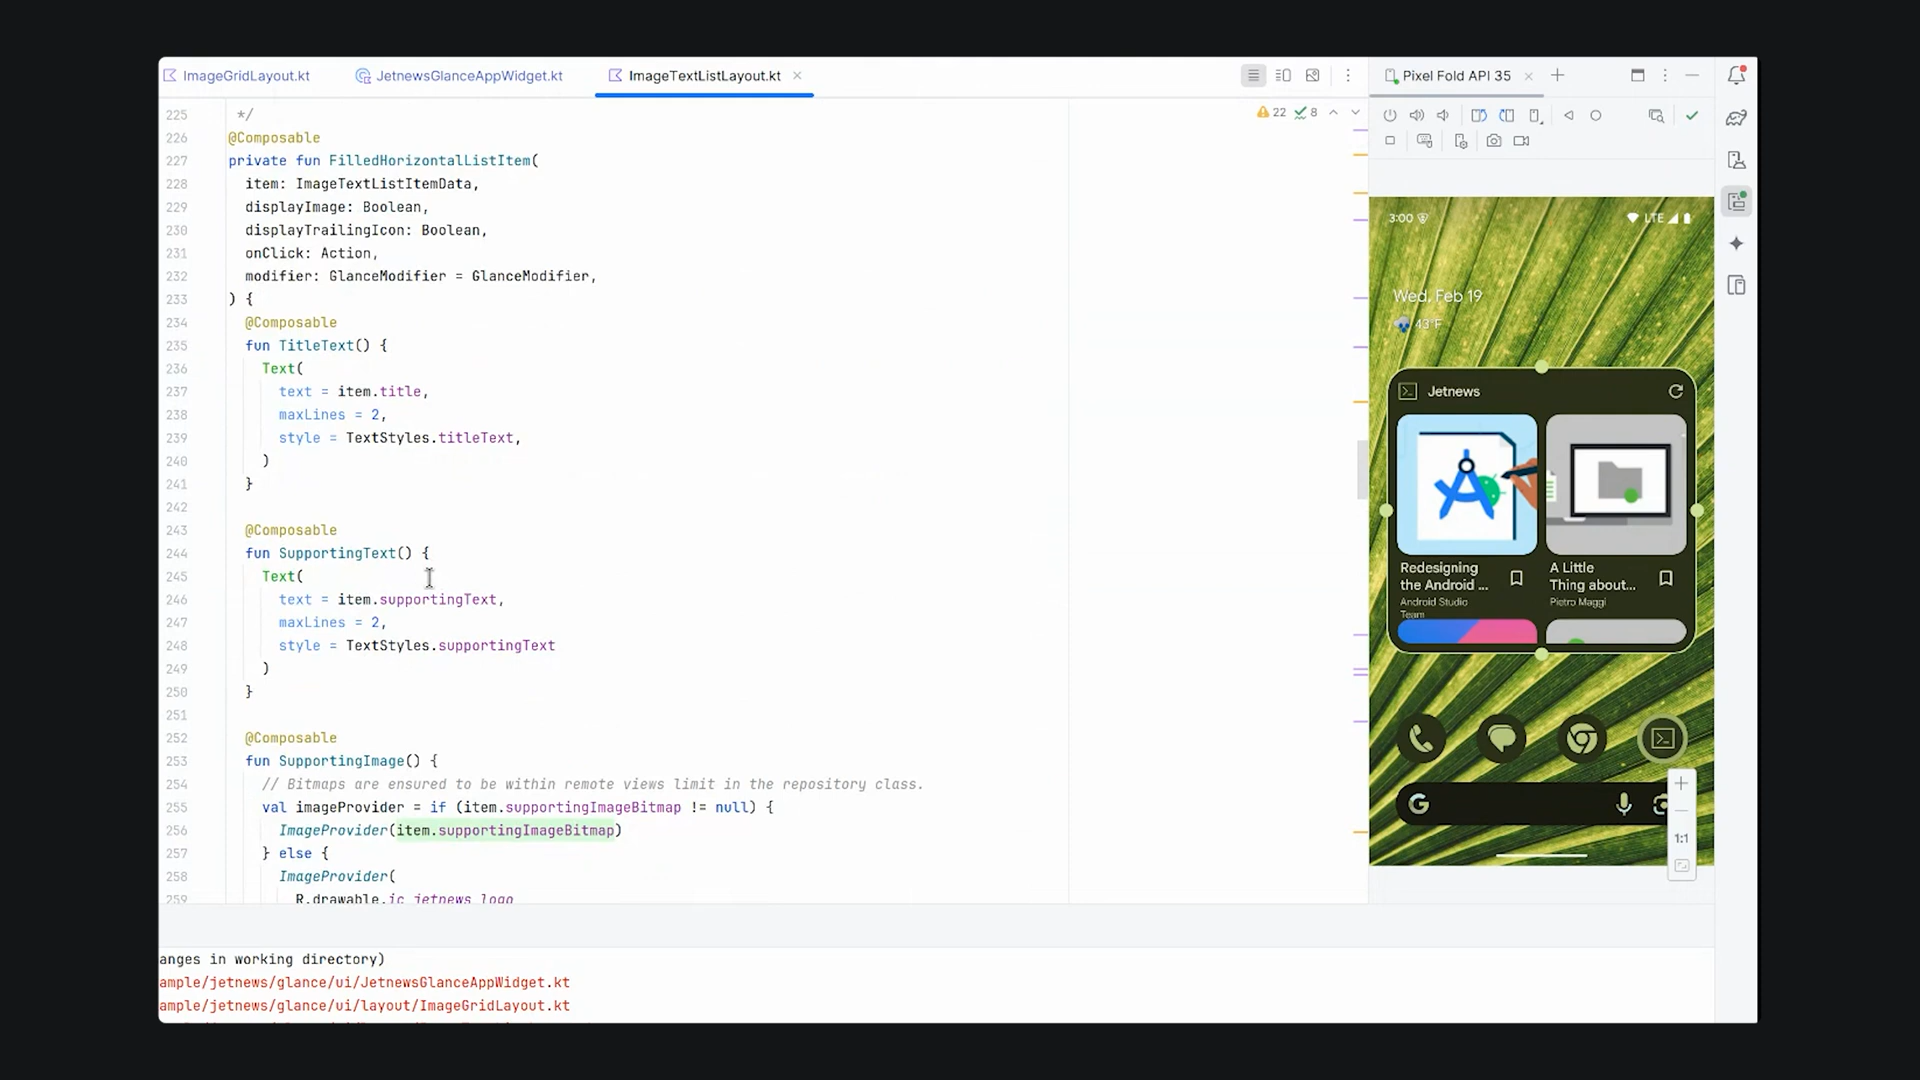 ImageGridLayout.kt
JetnewsGlanceAppWidget.kt
ImageTextListLayout.kt
22
8
225 */
226 @Composable
227 private fun FilledHorizontalListItem(
228 item: ImageTextListItemData,
229 displayImage: Boolean,
230 displayTrailingIcon: Boolean,
231 onClick: Action,
232 modifier: GlanceModifier = GlanceModifier,
233 ) {
234 @Composable
235 fun TitleText() {
236 Text(
237 text = item.title,
238 maxLines = 2,
239 style = TextStyles.titleText,
240 )
241 }
242
243 @Composable
244 fun SupportingText() {
245 Text(
246 text = item.supportingText,
247 maxLines = 2,
248 style = TextStyles.supportingText
249 )
250 }
251
252 @Composable
253 fun SupportingImage() {
254 // Bitmaps are ensured to be within remote views limit in the repository class.
255 val imageProvider = if (item.supportingImageBitmap != null) {
256 ImageProvider(item.supportingImageBitmap)
257 } else {
258 ImageProvider(
259 R.drawable.ic_jetnews_logo
anges in working directory)
ample/jetnews/glance/ui/JetnewsGlanceAppWidget.kt
ample/jetnews/glance/ui/layout/ImageGridLayout.kt
Pixel Fold API 35
3:00
LTE
Wed, Feb 19
43°F
Jetnews
Redesigning
the Android ...
Android Studio
Team
A Little
Thing about...
Pietro Maggi
G
1:1